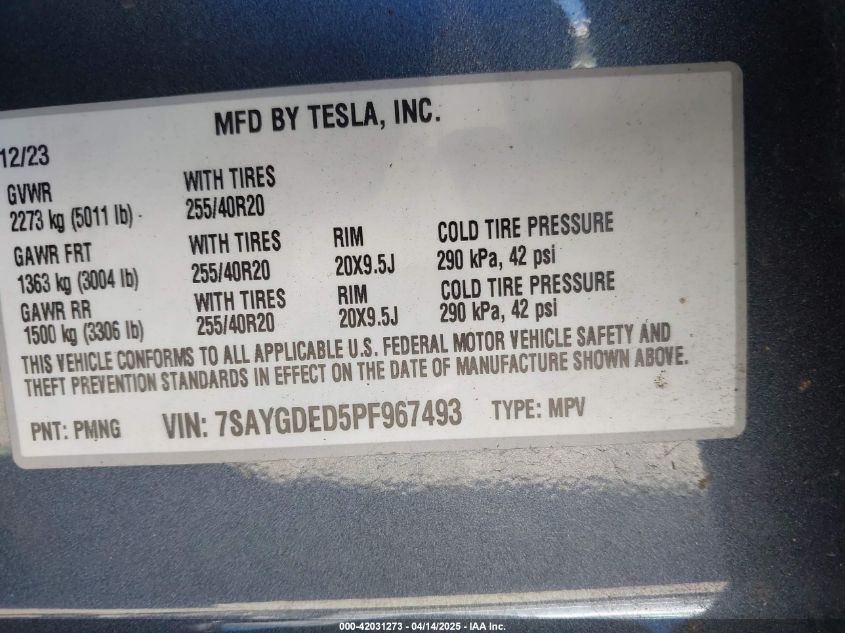 MFD BY TESLA, INC.
12/23
GVWR WITH TIRES
2273 kg (5011 lb) - 255/40R20
GAWR FRT WITH TIRES RIM COLD TIRE PRESSURE
1363 kg (3004 lb) 255/40R20 20X9.5J 290 kPa, 42 psi
GAWR RR WITH TIRES RIM COLD TIRE PRESSURE
1500 kg (3306 lb) 255/40R20 20X9.5J 290 kPa, 42 psi
THIS VEHICLE CONFORMS TO ALL APPLICABLE U.S. FEDERAL MOTOR VEHICLE SAFETY AND
THEFT PREVENTION STANDARDS IN EFFECT ON THE DATE OF MANUFACTURE SHOWN ABOVE.
PNT: PMNG VIN: 7SAYGDED5PF967493 TYPE: MPV
000-42031273 - 04/14/2025 - IAA Inc.